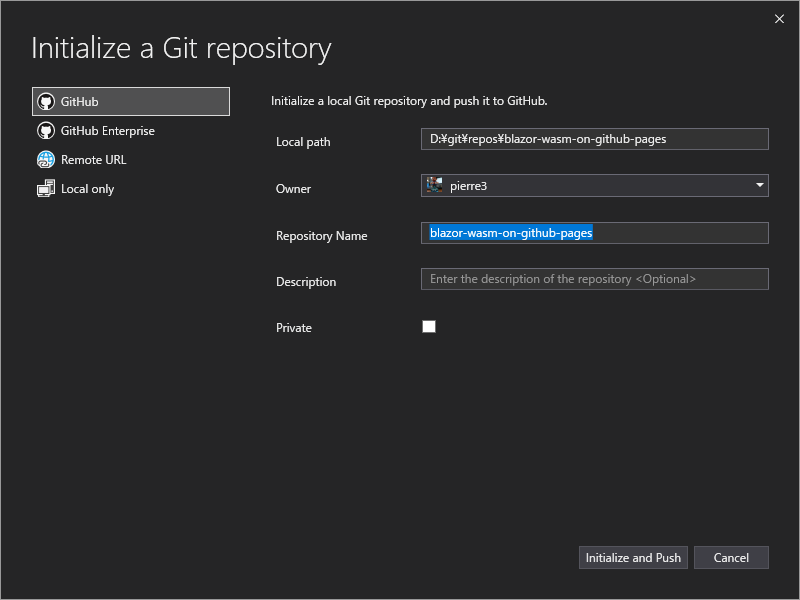 Initialize a Git repository
GitHub
GitHub Enterprise
Remote URL
Local only
Initialize a local Git repository and push it to GitHub.
Local path
D:¥git¥repos¥blazor-wasm-on-github-pages
Owner
pierre3
Repository Name
blazor-wasm-on-github-pages
Description
Enter the description of the repository <Optional>
Private
Initialize and Push
Cancel